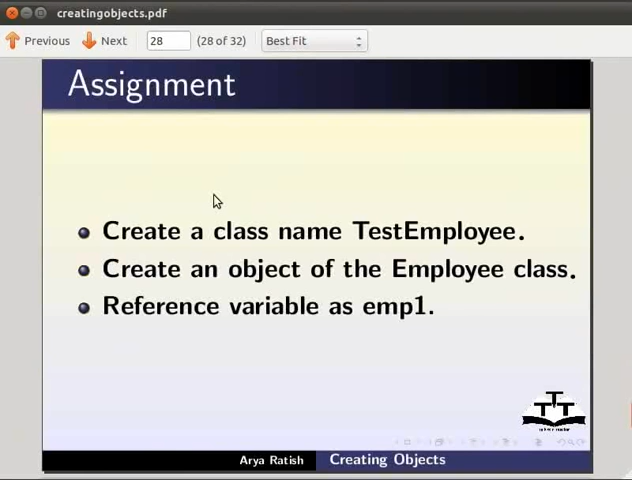 creatingobjects.pdf
Previous Next 28 (28 of 32) Best Fit
Assignment
Create a class name TestEmployee.
Create an object of the Employee class.
Reference variable as emp1.
TTT
Arya Ratish Creating Objects